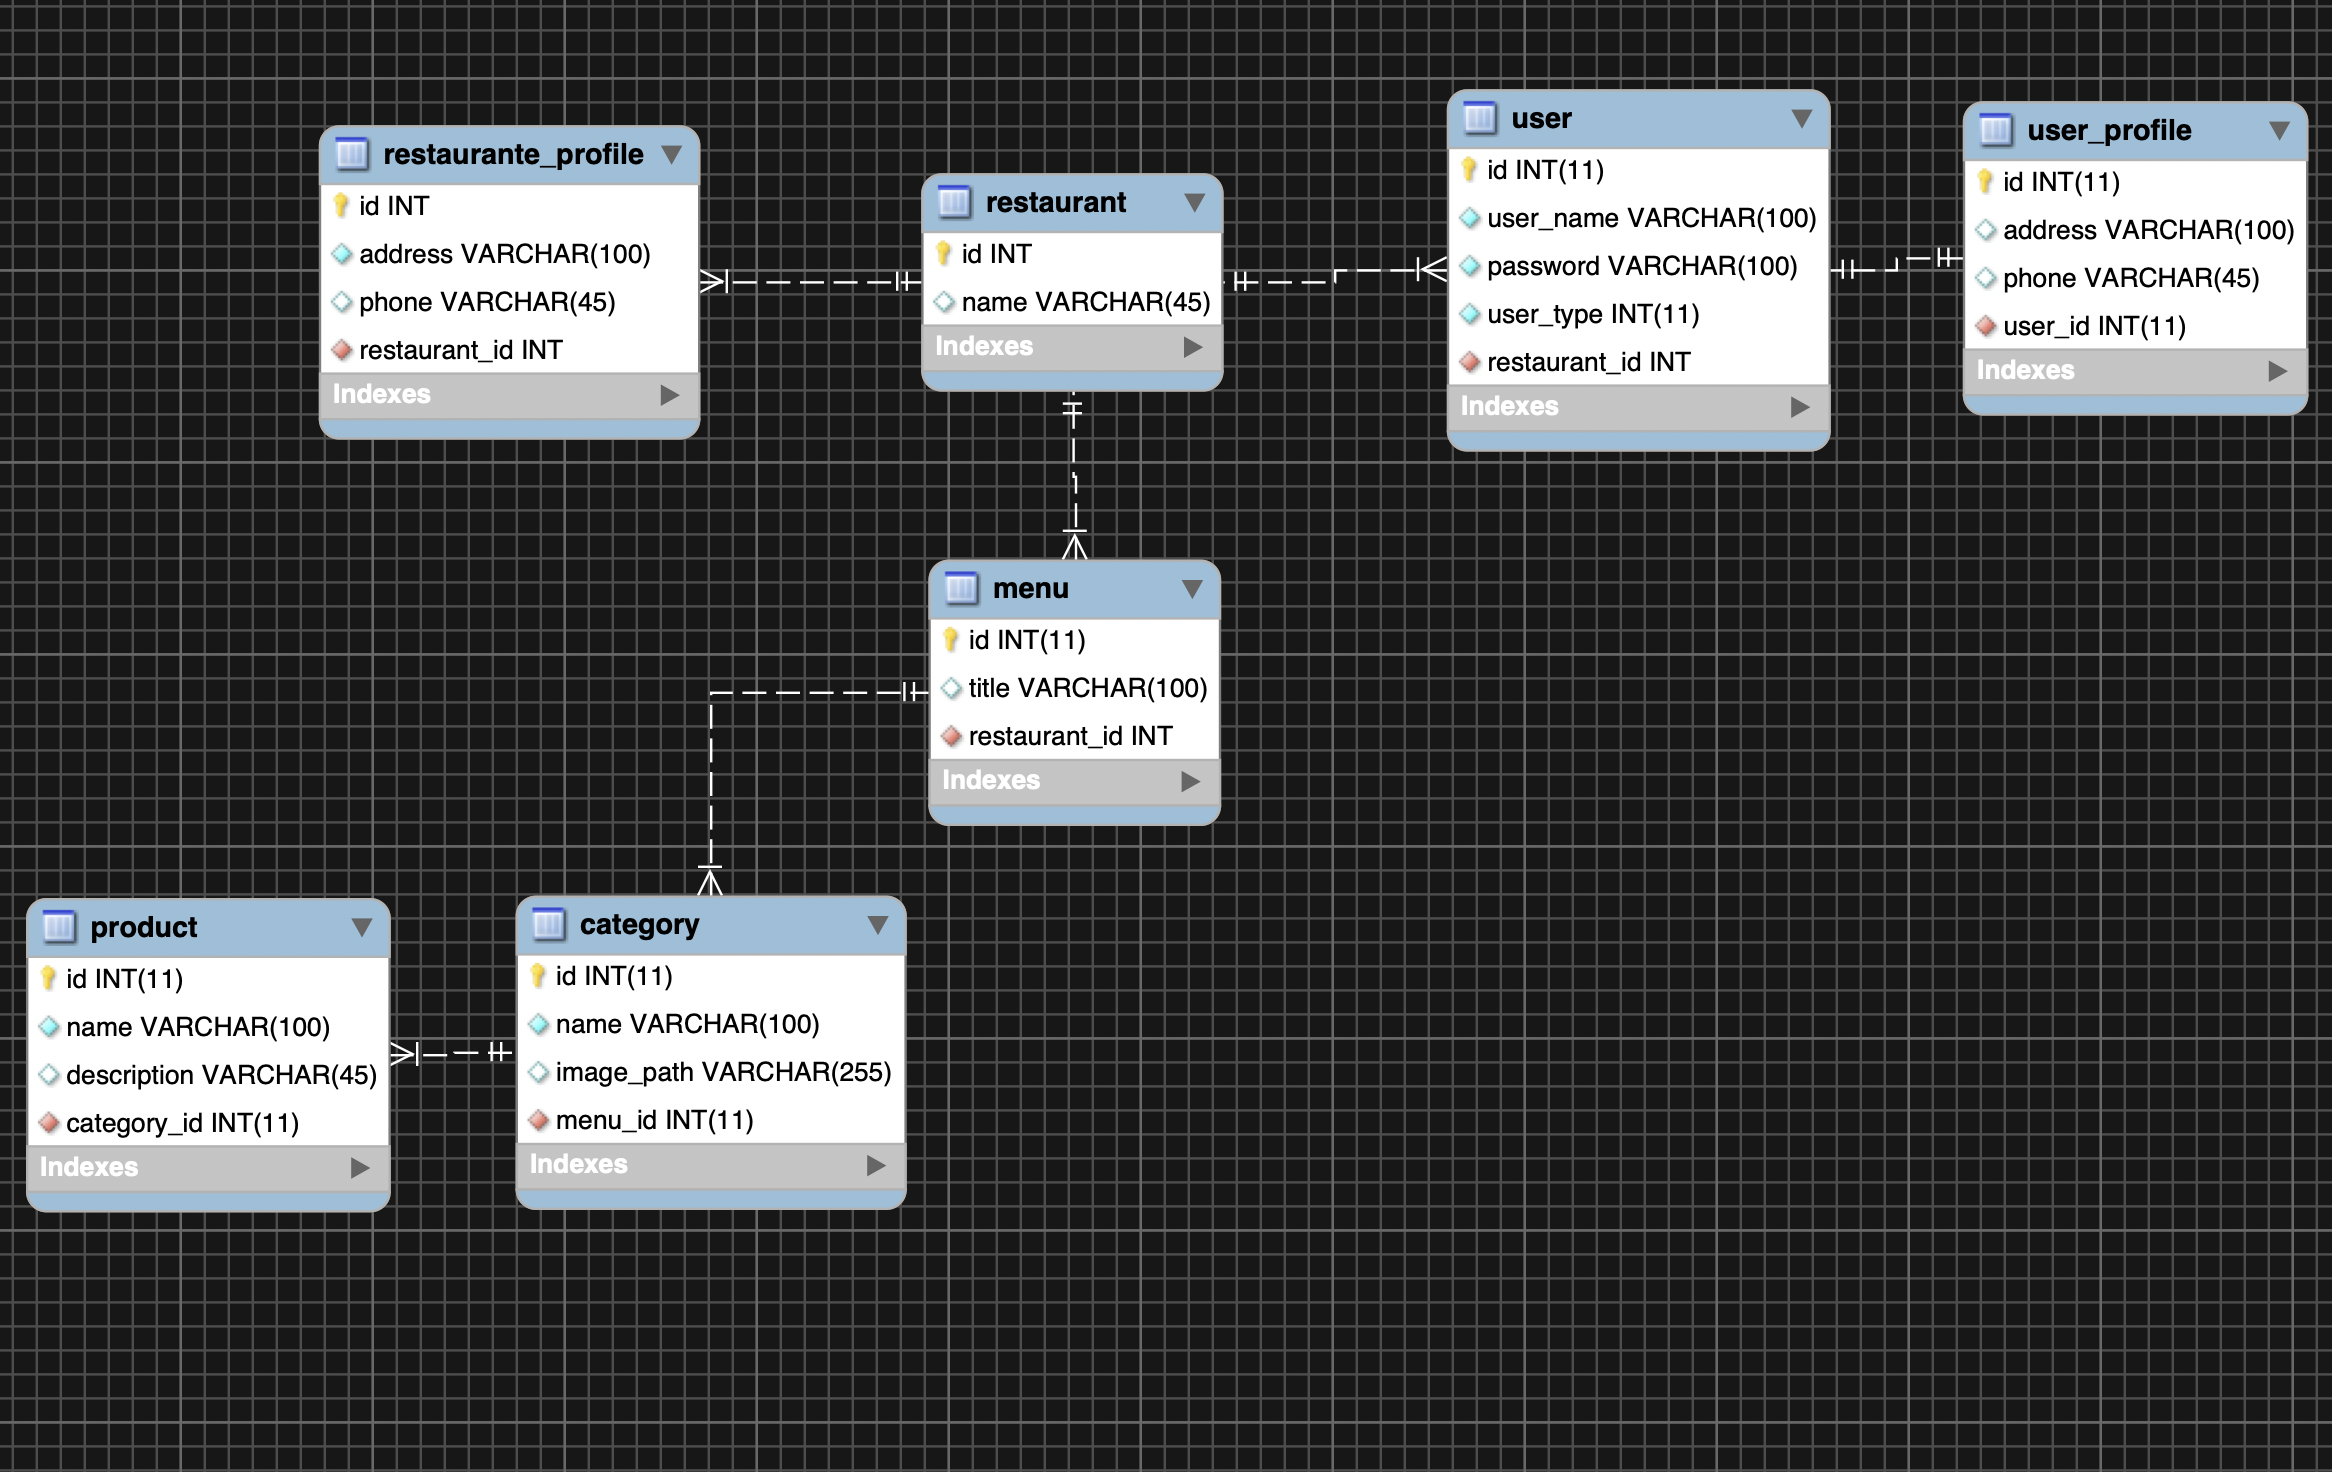 restaurante_profile
id INT
address VARCHAR(100)
phone VARCHAR(45)
restaurant_id INT
Indexes
restaurant
id INT
name VARCHAR(45)
Indexes
user
id INT(11)
user_name VARCHAR(100)
password VARCHAR(100)
user_type INT(11)
restaurant_id INT
Indexes
user_profile
id INT(11)
address VARCHAR(100)
phone VARCHAR(45)
user_id INT(11)
Indexes
menu
id INT(11)
title VARCHAR(100)
restaurant_id INT
Indexes
product
id INT(11)
name VARCHAR(100)
description VARCHAR(45)
category_id INT(11)
Indexes
category
id INT(11)
name VARCHAR(100)
image_path VARCHAR(255)
menu_id INT(11)
Indexes